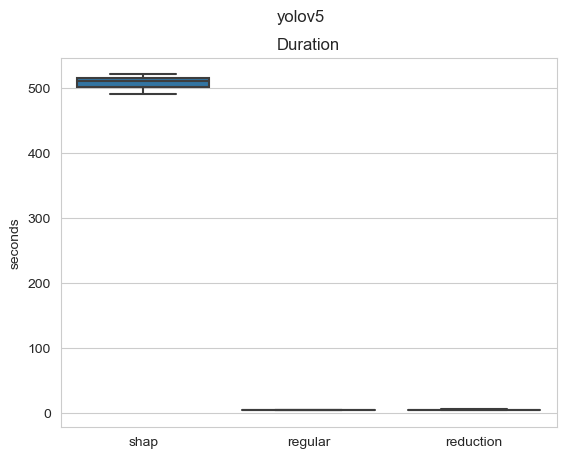 yolov5
Duration
seconds
500
400
300
200
100
0
shap
regular
reduction